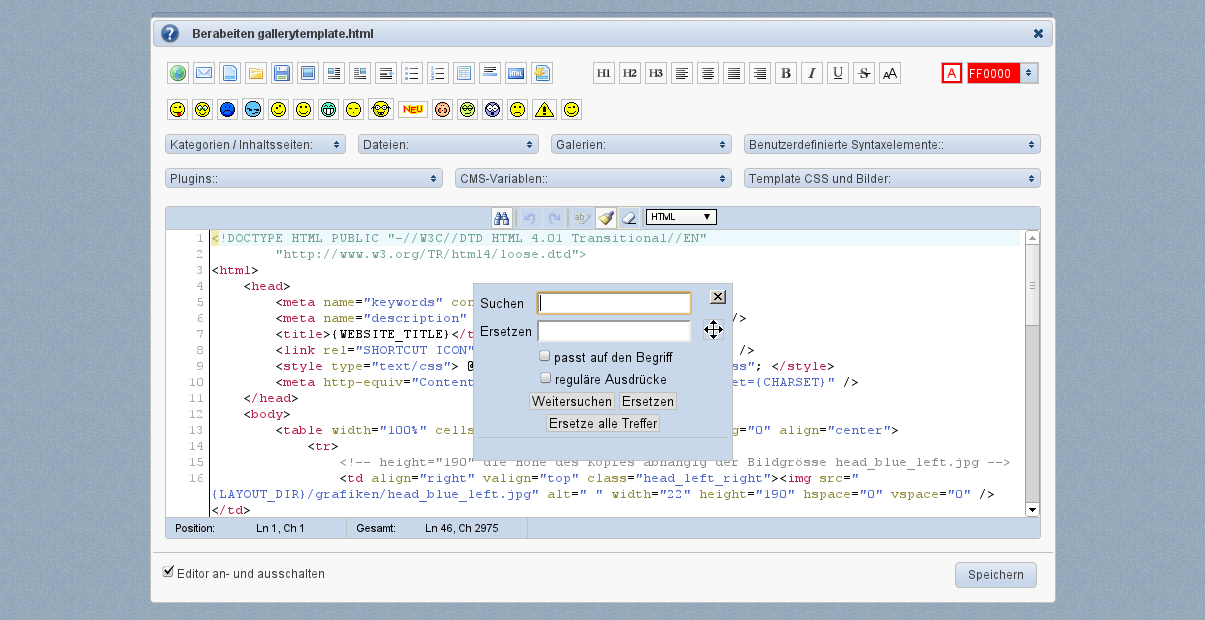 Berabeiten gallerytemplate.html
H1 H2 H3 B I U S AA A FF0000
NEU
Kategorien / Inhaltsseiten: Dateien: Galerien: Benutzerdefinierte Syntaxelemente::
Plugins:: CMS-Variablen:: Template CSS und Bilder:
HTML
1 <!DOCTYPE HTML PUBLIC "-//W3C//DTD HTML 4.01 Transitional//EN"
2 "http://www.w3.org/TR/html4/loose.dtd">
3 <html>
4 <head>
5 <meta name="keywords" con
6 <meta name="description" />
7 <title>{WEBSITE_TITLE}</t
8 <link rel="SHORTCUT ICON" />
9 <style type="text/css"> @ ss"; </style>
10 <meta http-equiv="Content et={CHARSET}" />
11 </head>
12 <body>
13 <table width="100%" cells g="0" align="center">
14 <tr>
15 <!-- height="190" die Höhe des Kopfes abhängig der Bildgrösse head_blue_left.jpg -->
16 <td align="right" valign="top" class="head_left_right"><img src="
{LAYOUT_DIR}/grafiken/head_blue_left.jpg" alt=" " width="22" height="190" hspace="0" vspace="0" />
</td>
Suchen
Ersetzen
passt auf den Begriff
reguläre Ausdrücke
Weitersuchen Ersetzen
Ersetze alle Treffer
Position: Ln 1, Ch 1 Gesamt: Ln 46, Ch 2975
Editor an- und ausschalten
Speichern